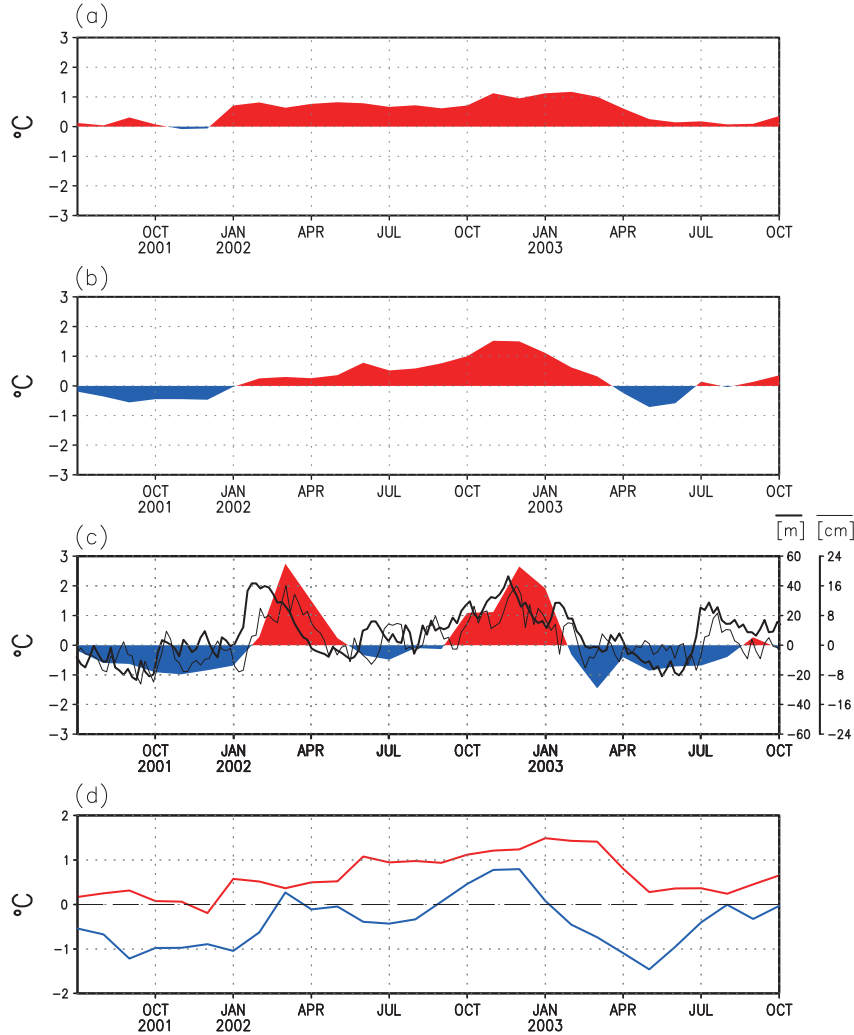 (a)
3
2
1
0
−1
−2
−3
°C
OCT JAN APR JUL OCT JAN APR JUL OCT
2001 2002 2003
(b)
3
2
1
0
−1
−2
−3
°C
OCT JAN APR JUL OCT JAN APR JUL OCT
2001 2002 2003
(c)
[m] [cm]
3 60 24
2 40 16
1 20 8
0 0 0
−1 −20 −8
−2 −40 −16
−3 −60 −24
°C
OCT JAN APR JUL OCT JAN APR JUL OCT
2001 2002 2003
(d)
2
1
0
−1
−2
°C
OCT JAN APR JUL OCT JAN APR JUL OCT
2001 2002 2003